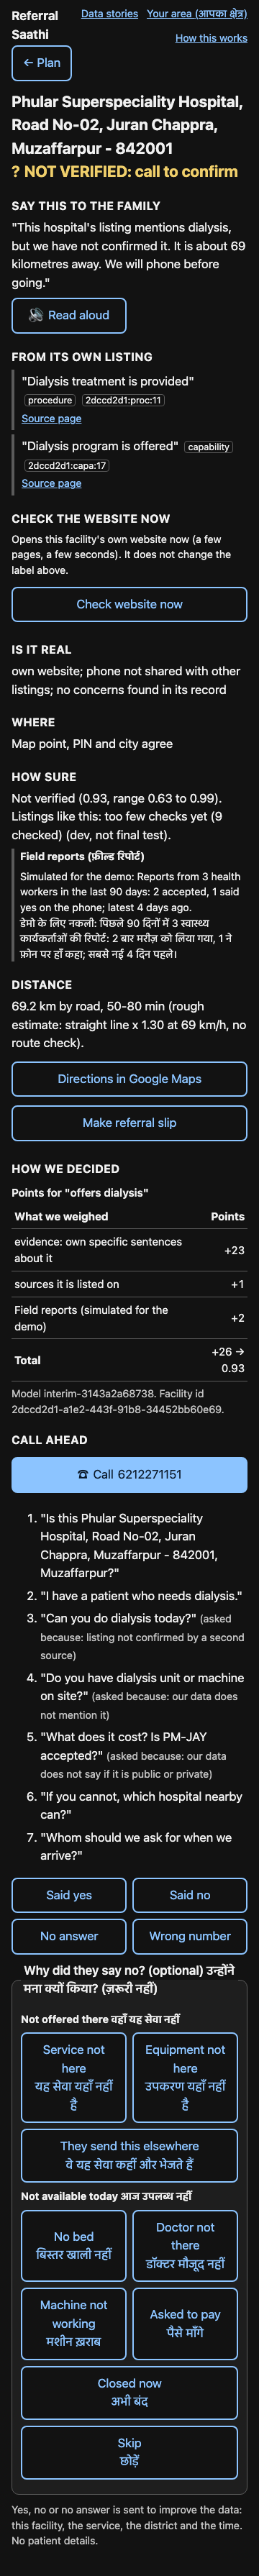 Referral Saathi
Data stories
Your area (आपका क्षेत्र)
How this works
← Plan
Phular Superspeciality Hospital,
Road No-02, Juran Chappra,
Muzaffarpur - 842001
? NOT VERIFIED: call to confirm
SAY THIS TO THE FAMILY
"This hospital's listing mentions dialysis,
but we have not confirmed it. It is about 69
kilometres away. We will phone before
going."
🔊 Read aloud
FROM ITS OWN LISTING
"Dialysis treatment is provided"
procedure 2dccd2d1:proc:11
Source page
"Dialysis program is offered" capability
2dccd2d1:capa:17
Source page
CHECK THE WEBSITE NOW
Opens this facility's own website now (a few
pages, a few seconds). It does not change the
label above.
Check website now
IS IT REAL
own website; phone not shared with other
listings; no concerns found in its record
WHERE
Map point, PIN and city agree
HOW SURE
Not verified (0.93, range 0.63 to 0.99).
Listings like this: too few checks yet (9
checked) (dev, not final test).
Field reports (फ़ील्ड रिपोर्ट)
Simulated for the demo: Reports from 3 health
workers in the last 90 days: 2 accepted, 1 said
yes on the phone; latest 4 days ago.
डेमो के लिए नकली: पिछले 90 दिनों में 3 स्वास्थ्य
कार्यकर्ताओं की रिपोर्ट: 2 बार मरीज़ को लिया गया, 1 ने
फ़ोन पर हाँ कहा; सबसे नई 4 दिन पहले।
DISTANCE
69.2 km by road, 50-80 min (rough
estimate: straight line x 1.30 at 69 km/h, no
route check).
Directions in Google Maps
Make referral slip
HOW WE DECIDED
Points for "offers dialysis"
What we weighed Points
evidence: own specific sentences
about it +23
sources it is listed on +1
Field reports (simulated for the
demo) +2
Total +26 →
0.93
Model interim-3143a2a68738. Facility id
2dccd2d1-a1e2-443f-91b8-34452bb60e69.
CALL AHEAD
☎ Call 6212271151
1. "Is this Phular Superspeciality
Hospital, Road No-02, Juran
Chappra, Muzaffarpur - 842001,
Muzaffarpur?"
2. "I have a patient who needs dialysis."
3. "Can you do dialysis today?" (asked
because: listing not confirmed by a second
source)
4. "Do you have dialysis unit or machine
on site?" (asked because: our data does
not mention it)
5. "What does it cost? Is PM-JAY
accepted?" (asked because: our data
does not say if it is public or private)
6. "If you cannot, which hospital nearby
can?"
7. "Whom should we ask for when we
arrive?"
Said yes
Said no
No answer
Wrong number
Why did they say no? (optional) उन्होंने
मना क्यों किया? (ज़रूरी नहीं)
Not offered there वहाँ यह सेवा नहीं
Service not
here
यह सेवा यहाँ नहीं
है
Equipment not
here
उपकरण यहाँ नहीं
है
They send this elsewhere
वे यह सेवा कहीं और भेजते हैं
Not available today आज उपलब्ध नहीं
No bed
बिस्तर खाली नहीं
Doctor not
there
डॉक्टर मौजूद नहीं
Machine not
working
मशीन ख़राब
Asked to pay
पैसे माँगे
Closed now
अभी बंद
Skip
छोड़ें
Yes, no or no answer is sent to improve the data:
this facility, the service, the district and the time.
No patient details.